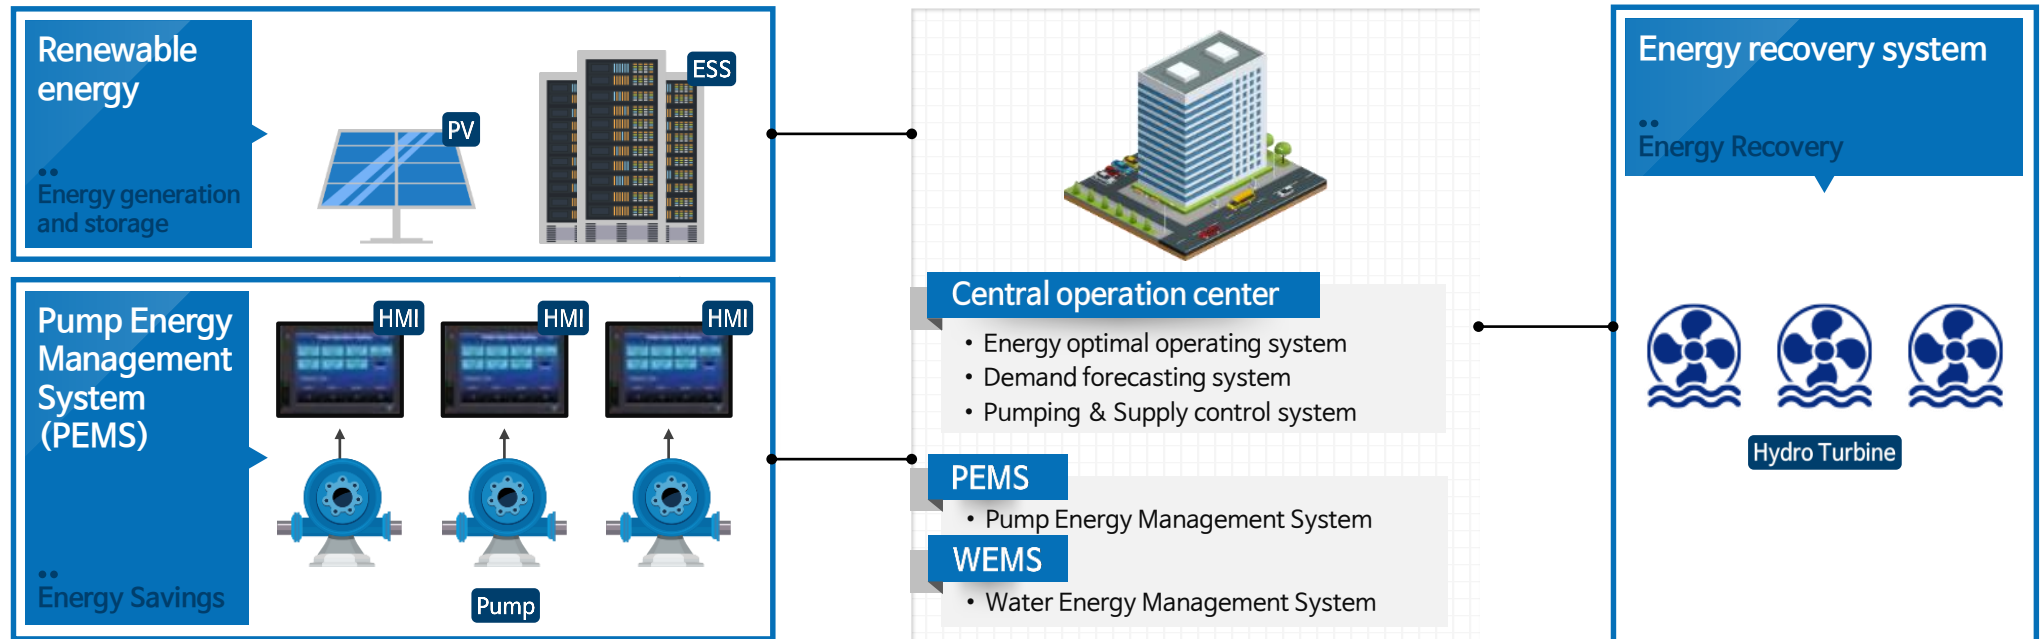 Renewable
energy
Energy generation
and storage
PV
ESS
Pump Energy
Management
System
(PEMS)
Energy Savings
HMI
HMI
HMI
Pump
Central operation center
• Energy optimal operating system
• Demand forecasting system
• Pumping & Supply control system
PEMS
• Pump Energy Management System
WEMS
• Water Energy Management System
Energy recovery system
Energy Recovery
Hydro Turbine